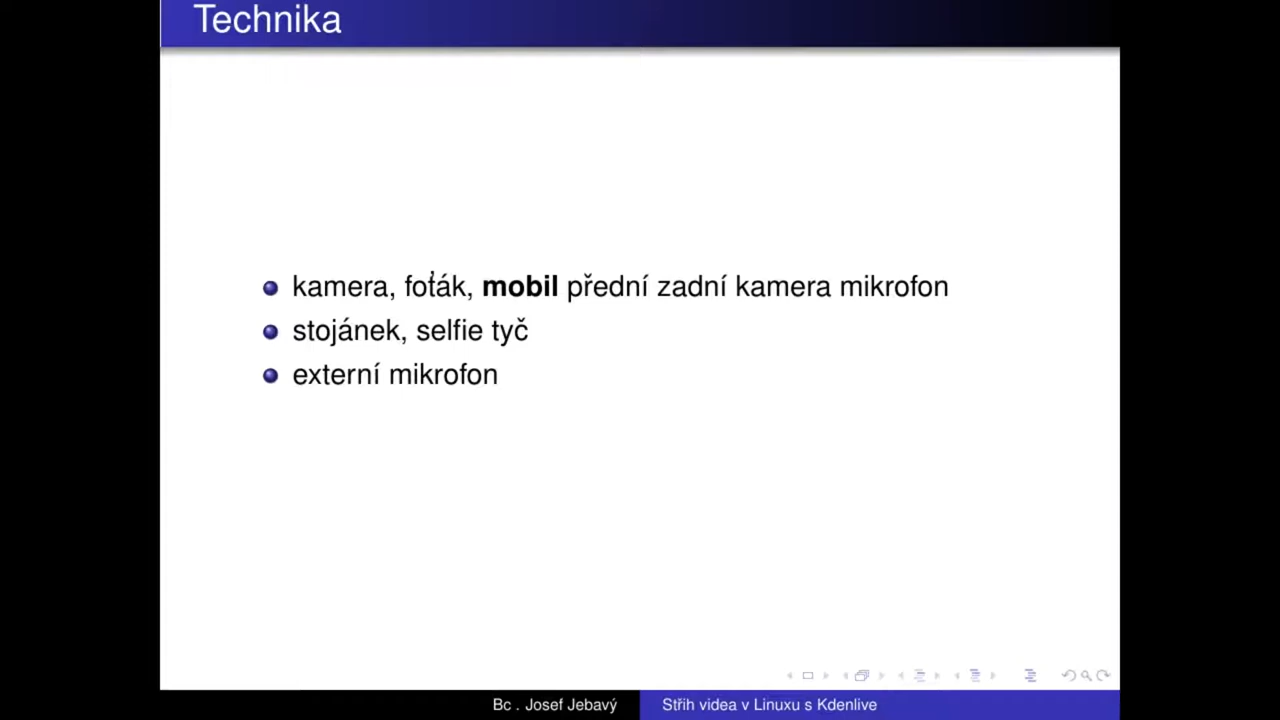 Technika
kamera, foťák, mobil přední zadní kamera mikrofon
stojánek, selfie tyč
externí mikrofon
Bc . Josef Jebavý
Střih videa v Linuxu s Kdenlive